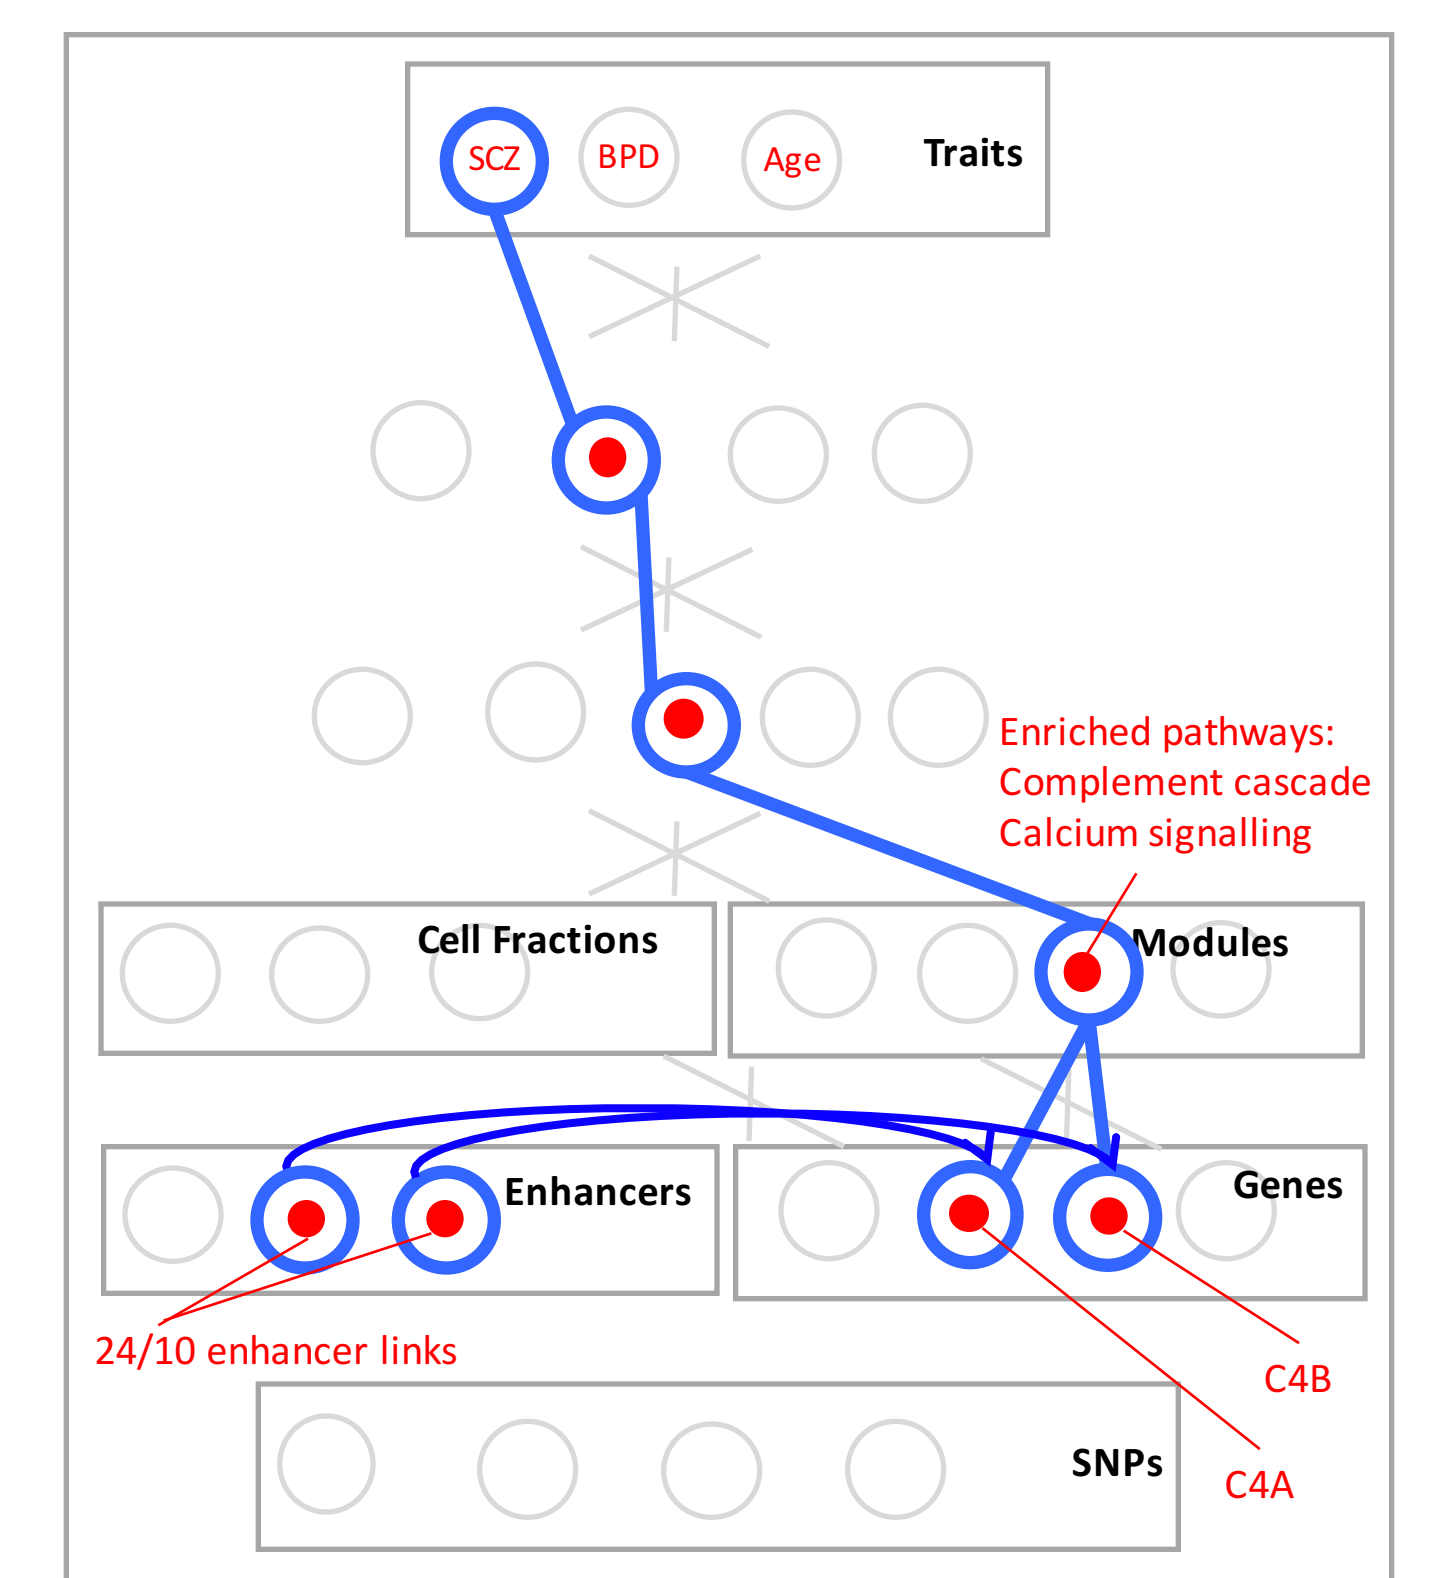 SCZ BPD Age Traits
Enriched pathways:
Complement cascade
Calcium signalling
Cell Fractions Modules
Enhancers Genes
24/10 enhancer links
C4B
SNPs
C4A